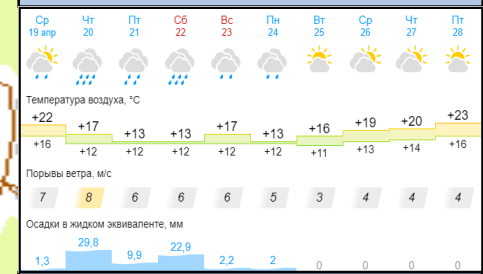 Ср Чт Пт Сб Вс Пн Вт Ср Чт Пт
19 апр 20 21 22 23 24 25 26 27 28
Температура воздуха, °C
+22 +17 +13 +13 +17 +13 +16 +19 +20 +23
+16 +12 +12 +12 +12 +12 +11 +13 +14 +16
Порывы ветра, м/с
7 8 6 6 6 5 3 4 4 4
Осадки в жидком эквиваленте, мм
1,3 29,8 9,9 22,9 2,2 2 0 0 0 0